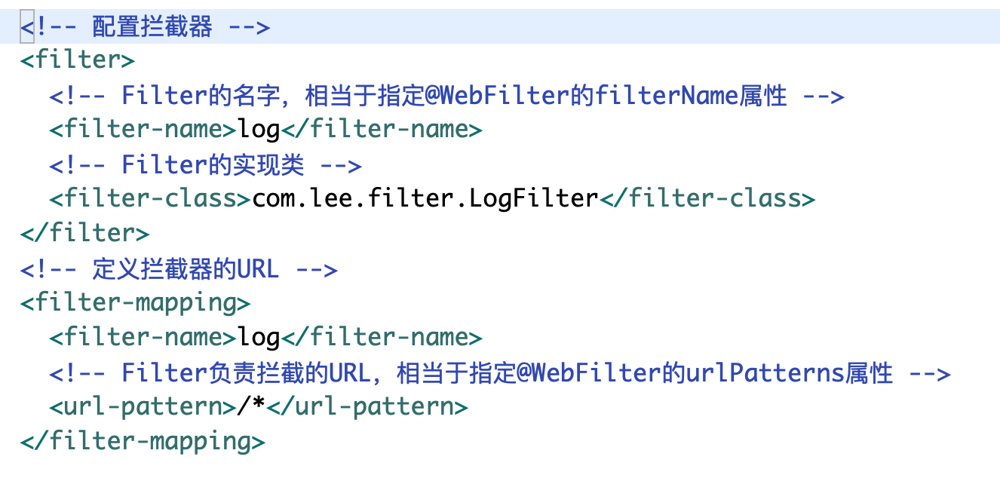 <!-- 配置拦截器 -->
<filter>
  <!-- Filter的名字，相当于指定@WebFilter的filterName属性 -->
  <filter-name>log</filter-name>
  <!-- Filter的实现类 -->
  <filter-class>com.lee.filter.LogFilter</filter-class>
</filter>
<!-- 定义拦截器的URL -->
<filter-mapping>
  <filter-name>log</filter-name>
  <!-- Filter负责拦截的URL，相当于指定@WebFilter的urlPatterns属性 -->
  <url-pattern>/*</url-pattern>
</filter-mapping>